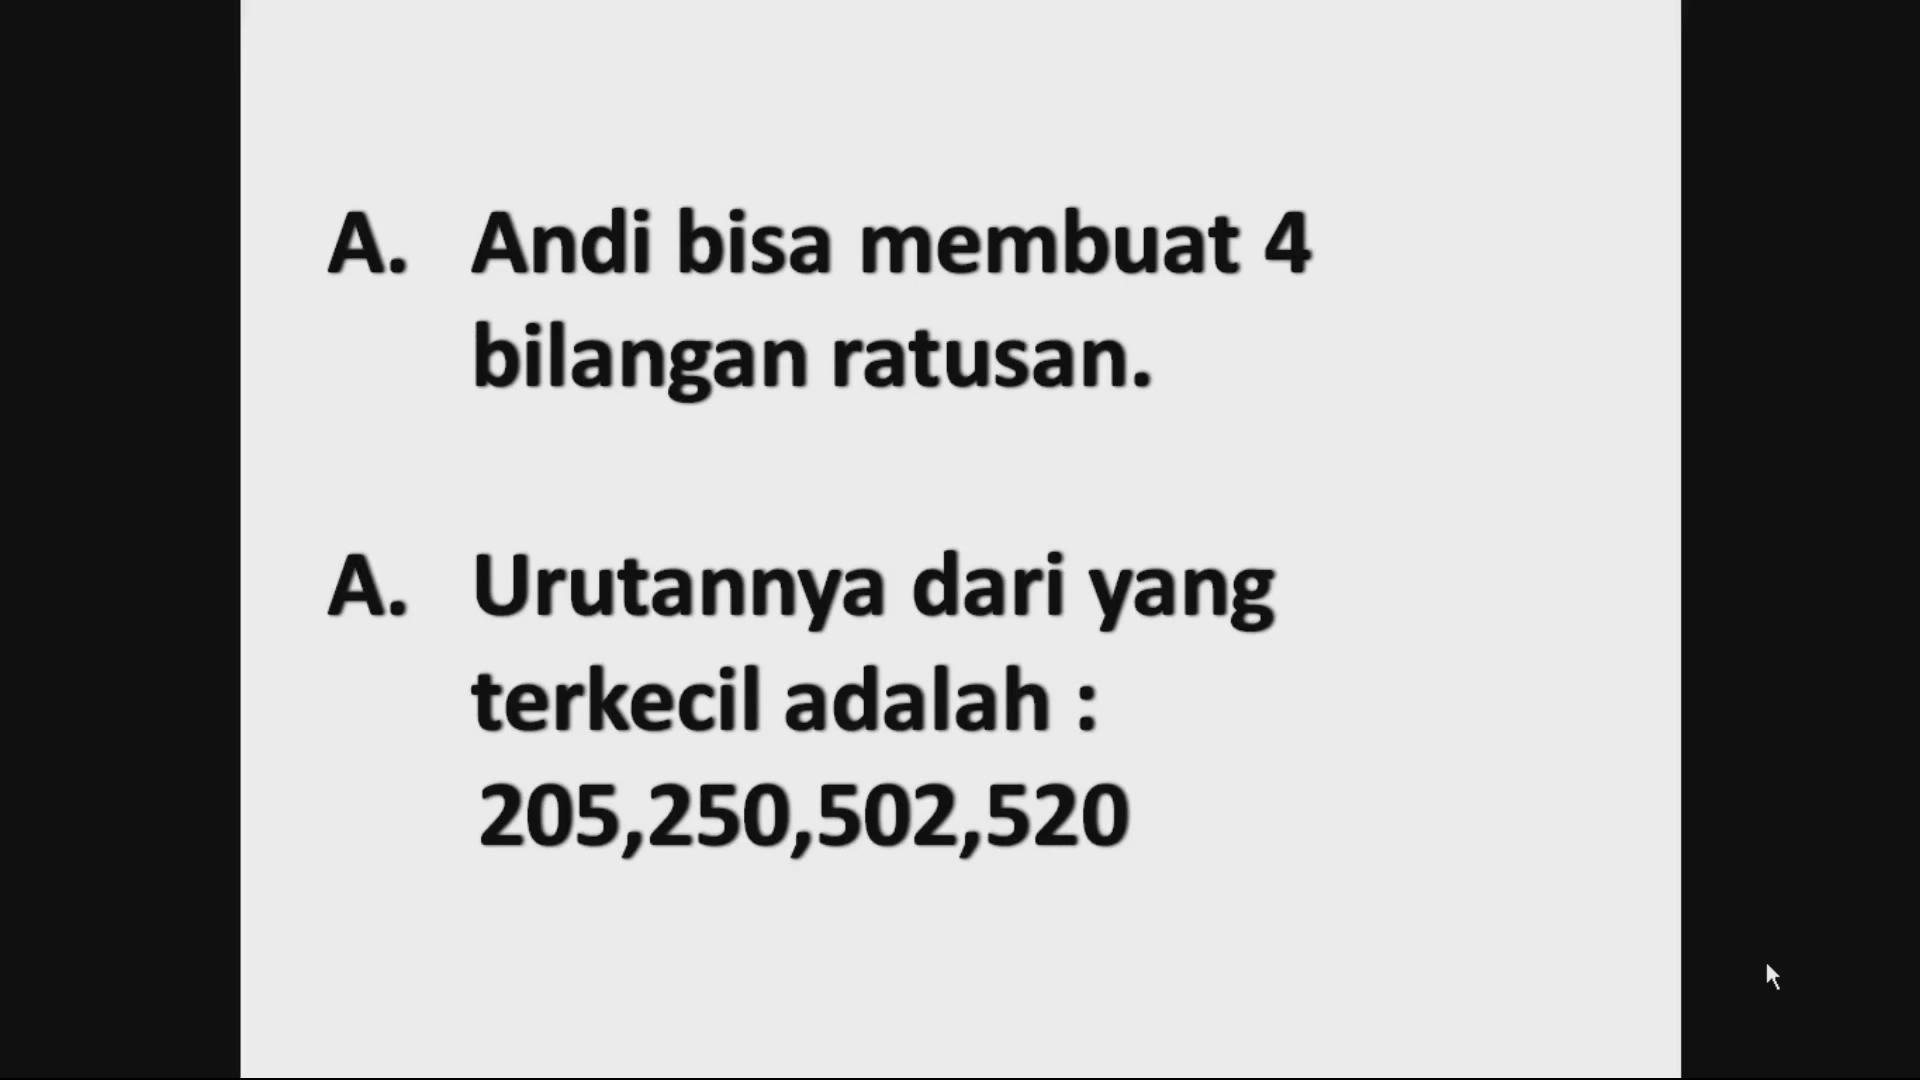 A. Andi bisa membuat 4
bilangan ratusan.
A. Urutannya dari yang
terkecil adalah :
205,250,502,520